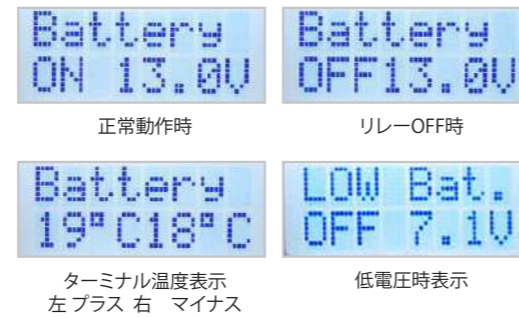 Battery
ON 13.0V
正常動作時
Battery
OFF13.0V
リレーOFF時
Battery
19°C18°C
ターミナル温度表示
左 プラス 右　マイナス
LOW Bat.
OFF 7.1V
低電圧時表示